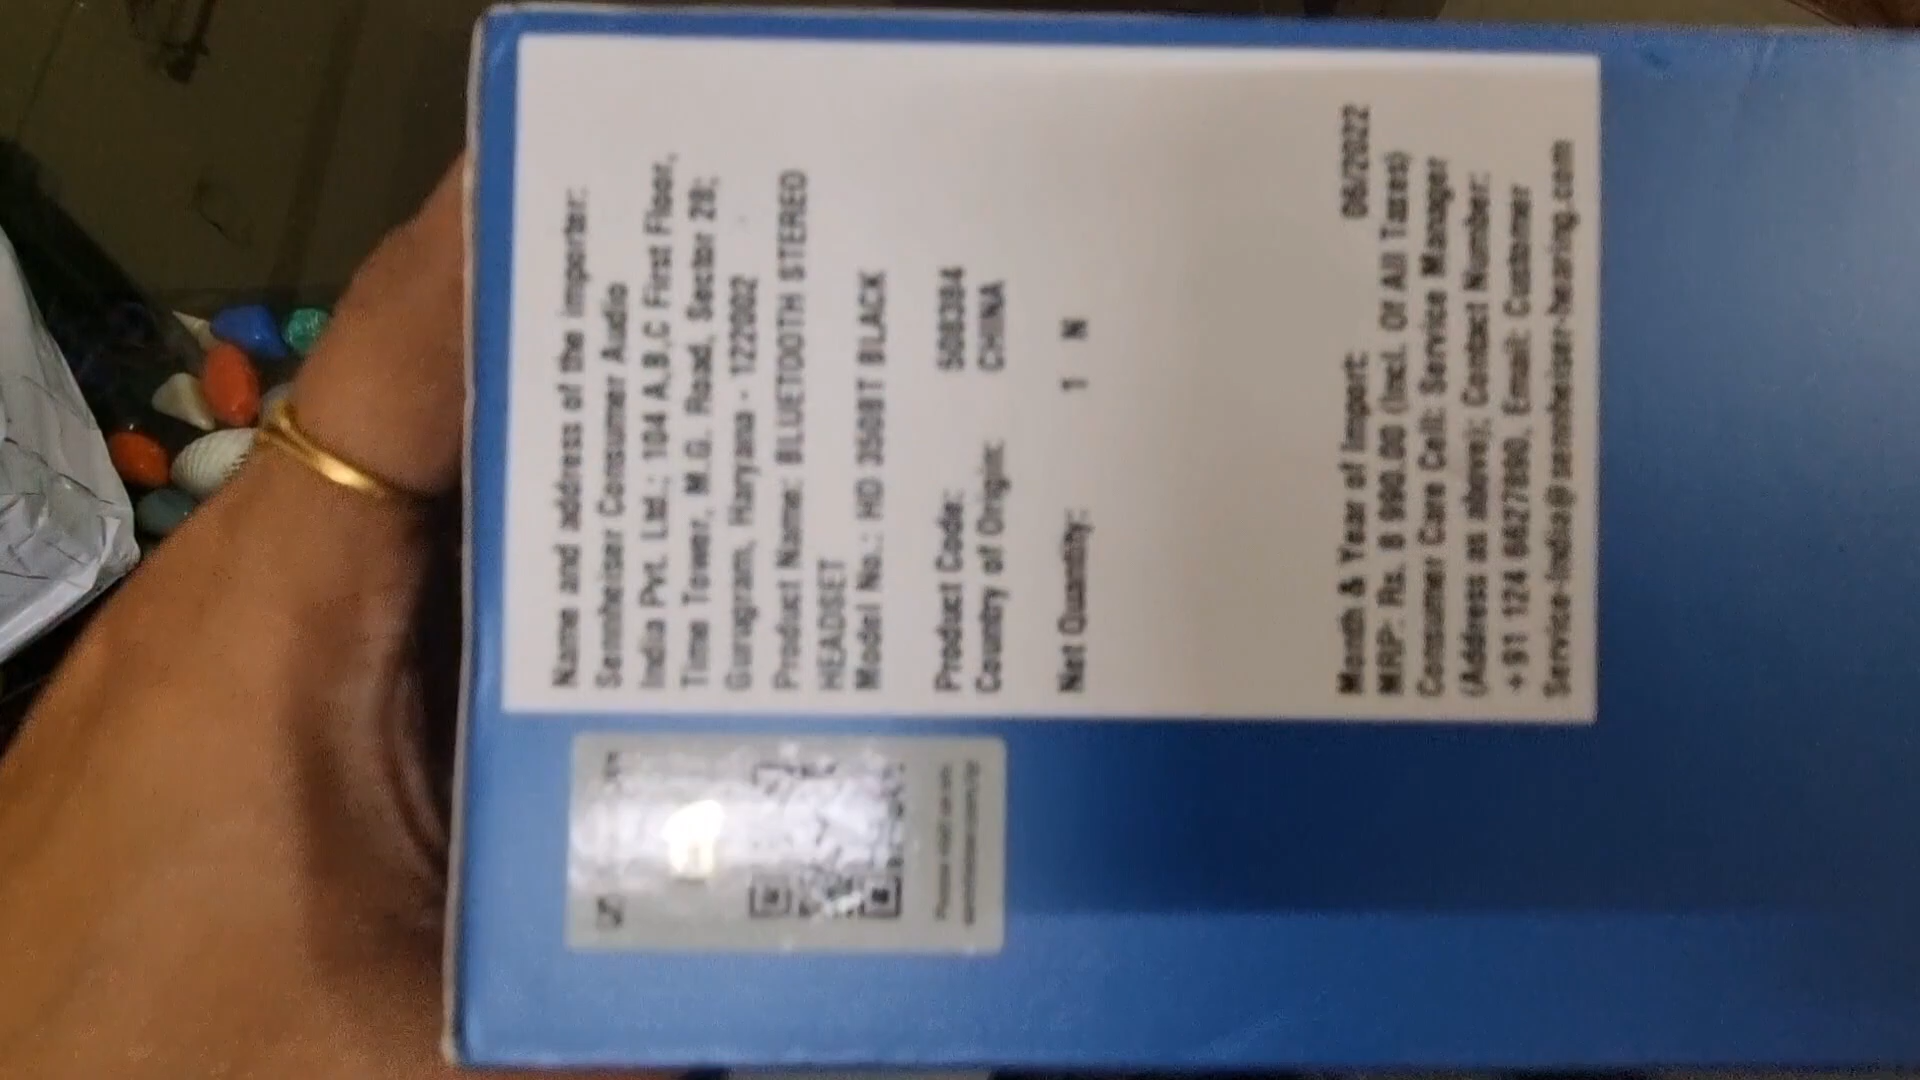 Name and address of the importer:
Sennheiser Consumer Audio
India Pvt. Ltd.; 104 A,B,C First Floor,
Time Tower, M.G. Road, Sector 28;
Gurugram, Haryana - 122002
Product Name: BLUETOOTH STEREO
HEADSET
Model No.: HD 350BT BLACK
Product Code: 508384
Country of Origin: CHINA
Net Quantity: 1 N
Month & Year of Import: 06/2022
MRP: Rs. 8 990.00 (Incl. Of All Taxes)
Consumer Care Cell: Service Manager
(Address as above); Contact Number:
+91 124 6627890, Email: Customer
Service-India@sennheiser-hearing.com